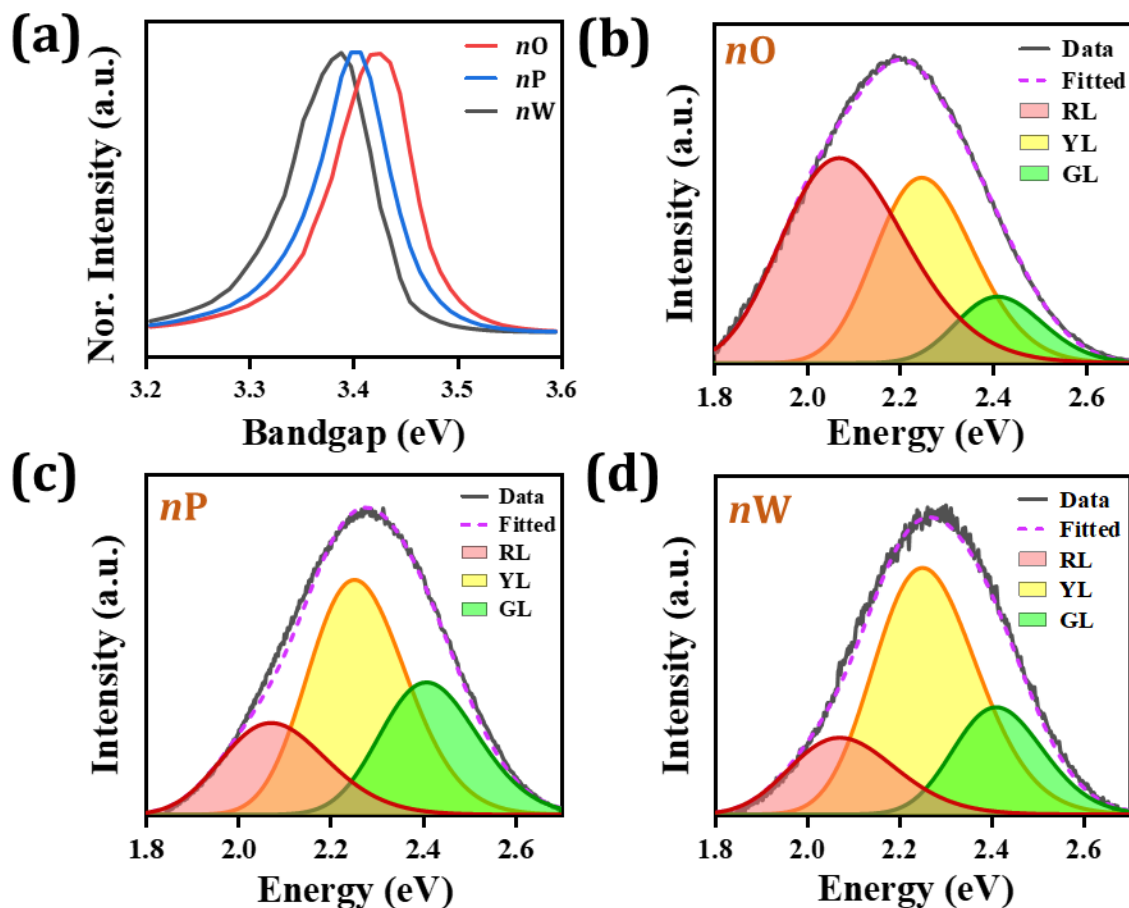 (a)
Nor. Intensity (a.u.)
nO
nP
nW
3.2 3.3 3.4 3.5 3.6
Bandgap (eV)
(b)
nO
Intensity (a.u.)
Data
Fitted
RL
YL
GL
1.8 2.0 2.2 2.4 2.6
Energy (eV)
(c)
nP
Intensity (a.u.)
Data
Fitted
RL
YL
GL
1.8 2.0 2.2 2.4 2.6
Energy (eV)
(d)
nW
Intensity (a.u.)
Data
Fitted
RL
YL
GL
1.8 2.0 2.2 2.4 2.6
Energy (eV)